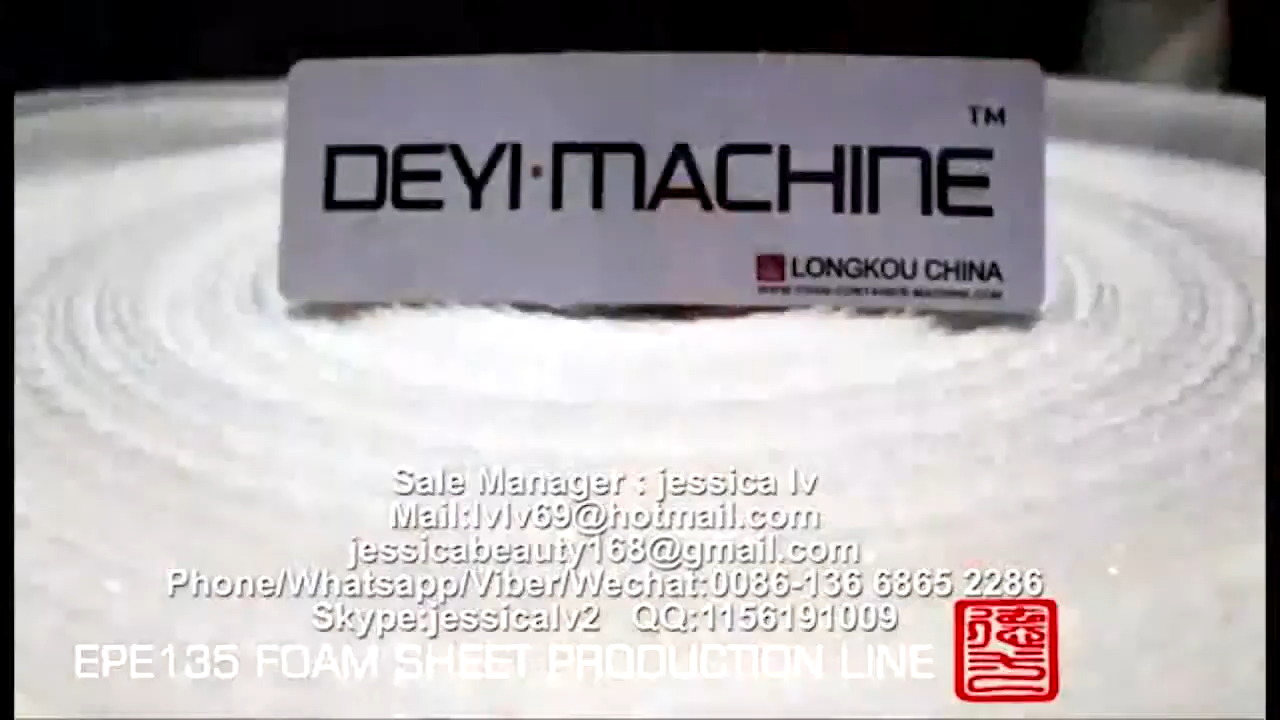 TM
DEYI·MACHINE
LONGKOU CHINA
Sale Manager : jessica lv
Mail:lvlv69@hotmail.com
jessicabeauty168@gmail.com
Phone/Whatsapp/Viber/Wechat:0086-136 6865 2286
Skype:jessicalv2 QQ:1156191009
EPE135 FOAM SHEET PRODUCTION LINE